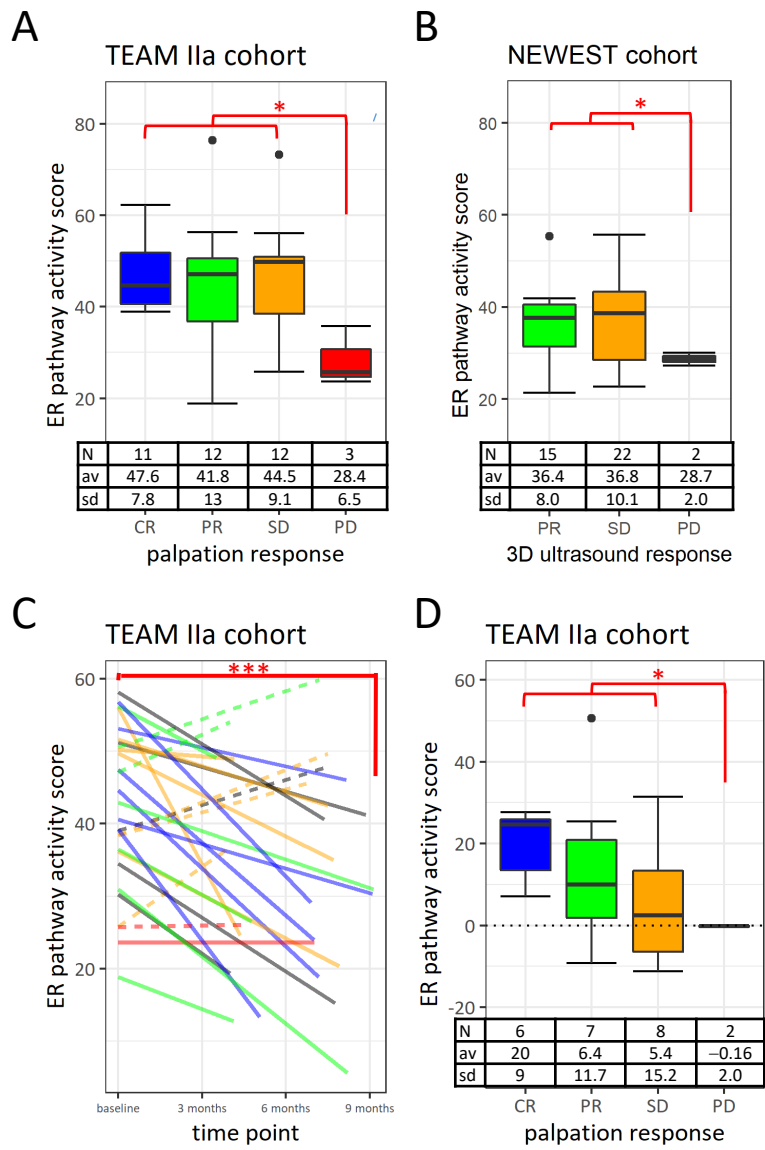 A
TEAM IIa cohort
ER pathway activity score
80
60
40
20
*
N 11 12 12 3
av 47.6 41.8 44.5 28.4
sd 7.8 13 9.1 6.5
CR PR SD PD
palpation response
B
NEWEST cohort
ER pathway activity score
80
60
40
20
*
N 15 22 2
av 36.4 36.8 28.7
sd 8.0 10.1 2.0
PR SD PD
3D ultrasound response
C
TEAM IIa cohort
ER pathway activity score
60
40
20
***
baseline 3 months 6 months 9 months
time point
D
TEAM IIa cohort
ER pathway activity score
60
40
20
0
-20
*
N 6 7 8 2
av 20 6.4 5.4 −0.16
sd 9 11.7 15.2 2.0
CR PR SD PD
palpation response